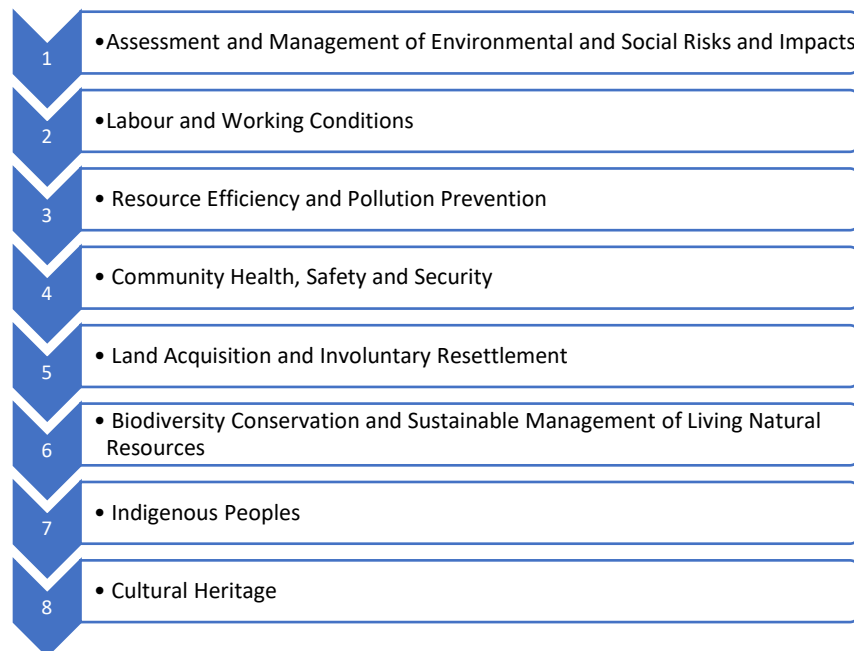 1
•Assessment and Management of Environmental and Social Risks and Impacts
2
•Labour and Working Conditions
3
• Resource Efficiency and Pollution Prevention
4
• Community Health, Safety and Security
5
• Land Acquisition and Involuntary Resettlement
6
• Biodiversity Conservation and Sustainable Management of Living Natural
Resources
7
• Indigenous Peoples
8
• Cultural Heritage